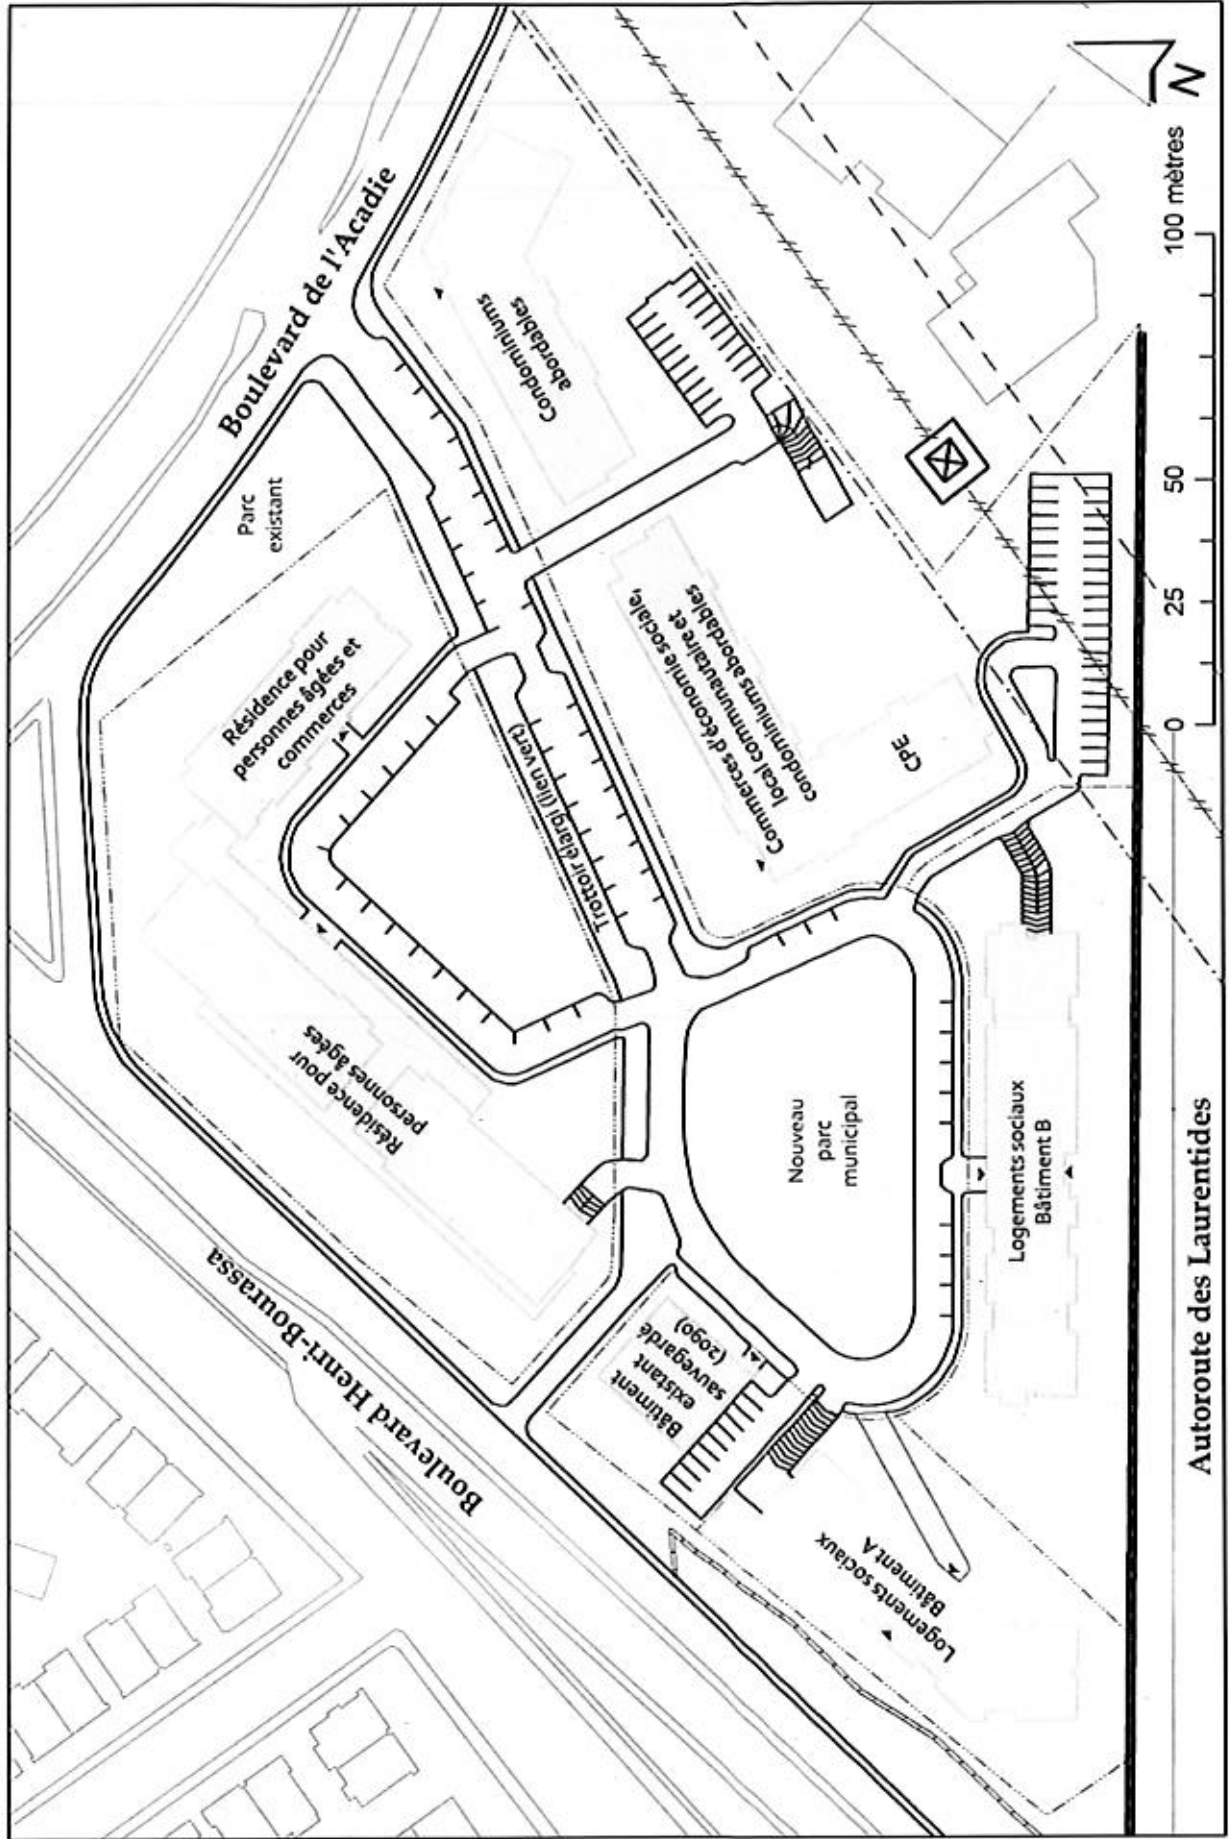 Boulevard de l'Acadie
Parc
existant
Condominiums
abordables
Résidence pour
personnes âgées et
commerces
Trottoir élargi (lien vert)
Commerces d'économie sociale,
local communautaire et
condominiums abordables
CPE
Résidence pour
personnes âgées
Nouveau
parc
municipal
Logements sociaux
Bâtiment B
Boulevard Henri-Bourassa
Bâtiment
existant
sauvegardé
(2090)
Logements sociaux
Bâtiment A
Autoroute des Laurentides
0 25 50 100 mètres
N